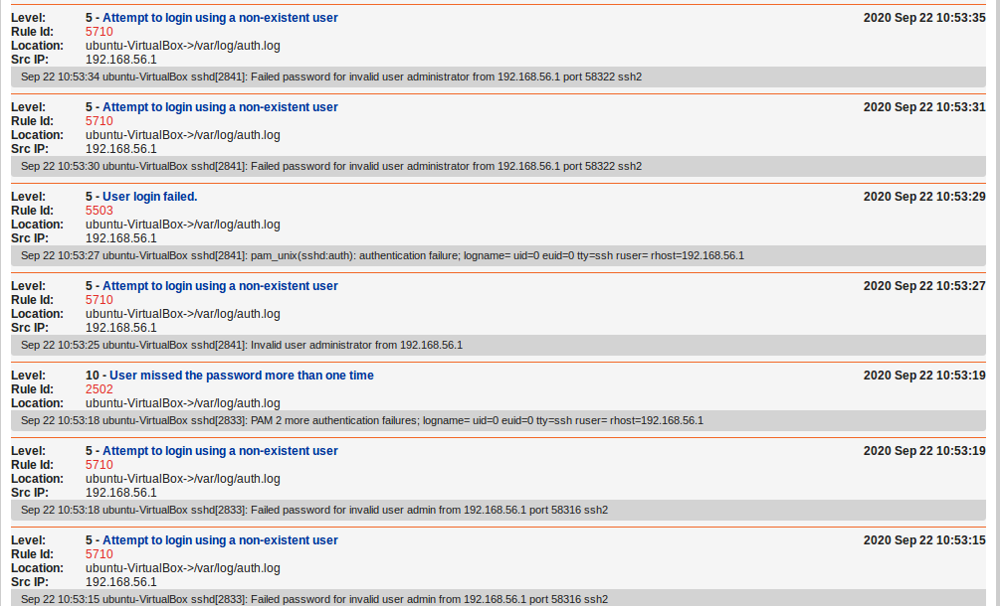 Level: 5 - Attempt to login using a non-existent user 2020 Sep 22 10:53:35
Rule Id: 5710
Location: ubuntu-VirtualBox->/var/log/auth.log
Src IP: 192.168.56.1
Sep 22 10:53:34 ubuntu-VirtualBox sshd[2841]: Failed password for invalid user administrator from 192.168.56.1 port 58322 ssh2
Level: 5 - Attempt to login using a non-existent user 2020 Sep 22 10:53:31
Rule Id: 5710
Location: ubuntu-VirtualBox->/var/log/auth.log
Src IP: 192.168.56.1
Sep 22 10:53:30 ubuntu-VirtualBox sshd[2841]: Failed password for invalid user administrator from 192.168.56.1 port 58322 ssh2
Level: 5 - User login failed. 2020 Sep 22 10:53:29
Rule Id: 5503
Location: ubuntu-VirtualBox->/var/log/auth.log
Src IP: 192.168.56.1
Sep 22 10:53:27 ubuntu-VirtualBox sshd[2841]: pam_unix(sshd:auth): authentication failure; logname= uid=0 euid=0 tty=ssh ruser= rhost=192.168.56.1
Level: 5 - Attempt to login using a non-existent user 2020 Sep 22 10:53:27
Rule Id: 5710
Location: ubuntu-VirtualBox->/var/log/auth.log
Src IP: 192.168.56.1
Sep 22 10:53:25 ubuntu-VirtualBox sshd[2841]: Invalid user administrator from 192.168.56.1
Level: 10 - User missed the password more than one time 2020 Sep 22 10:53:19
Rule Id: 2502
Location: ubuntu-VirtualBox->/var/log/auth.log
Sep 22 10:53:18 ubuntu-VirtualBox sshd[2833]: PAM 2 more authentication failures; logname= uid=0 euid=0 tty=ssh ruser= rhost=192.168.56.1
Level: 5 - Attempt to login using a non-existent user 2020 Sep 22 10:53:19
Rule Id: 5710
Location: ubuntu-VirtualBox->/var/log/auth.log
Src IP: 192.168.56.1
Sep 22 10:53:18 ubuntu-VirtualBox sshd[2833]: Failed password for invalid user admin from 192.168.56.1 port 58316 ssh2
Level: 5 - Attempt to login using a non-existent user 2020 Sep 22 10:53:15
Rule Id: 5710
Location: ubuntu-VirtualBox->/var/log/auth.log
Src IP: 192.168.56.1
Sep 22 10:53:15 ubuntu-VirtualBox sshd[2833]: Failed password for invalid user admin from 192.168.56.1 port 58316 ssh2